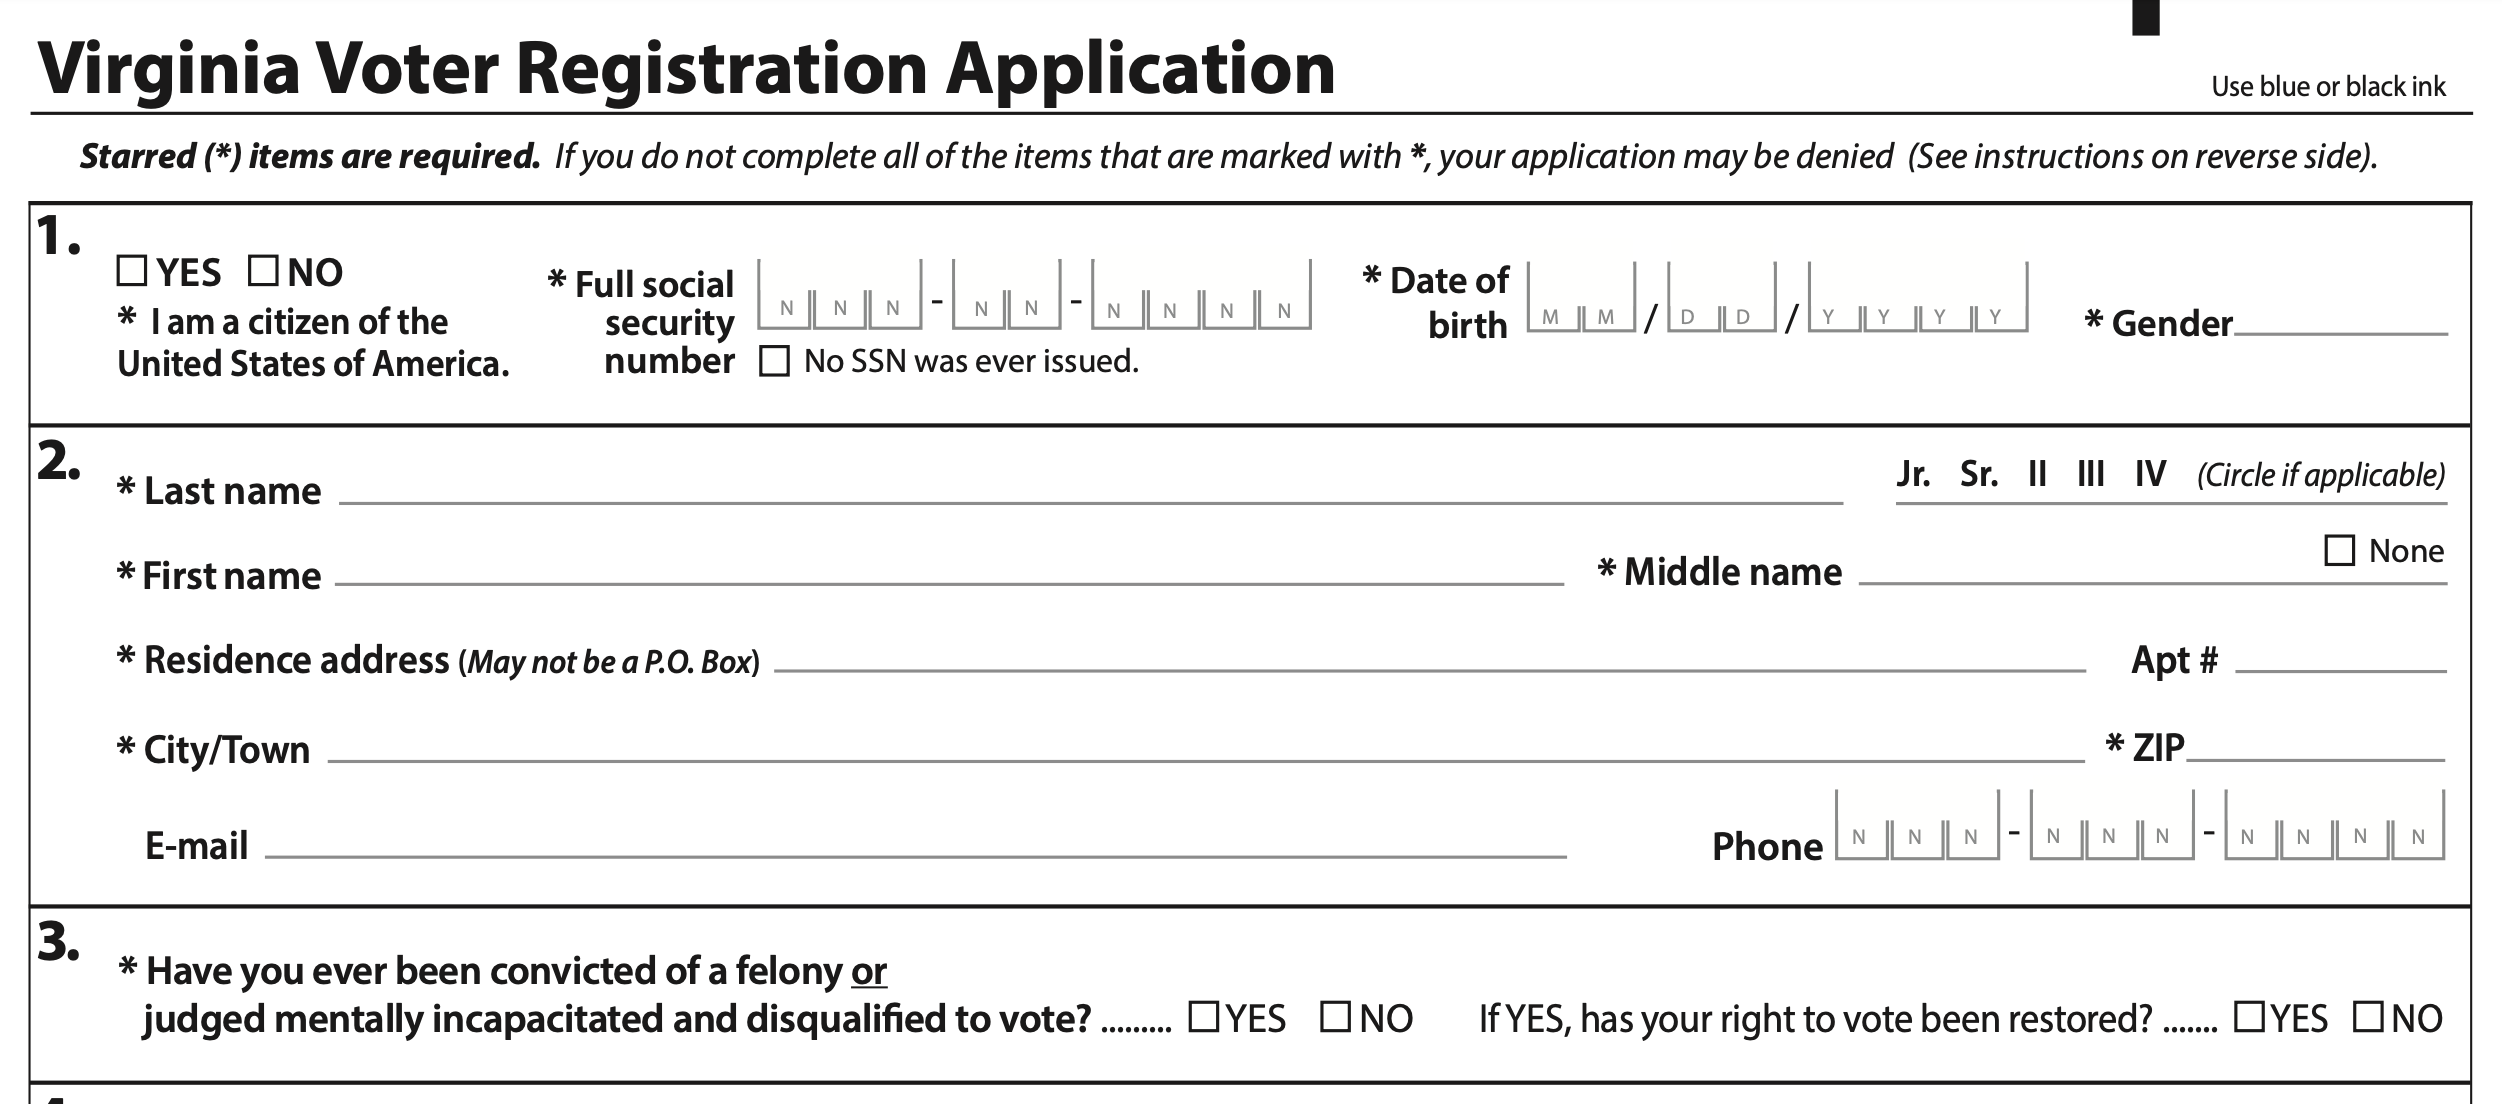 Virginia Voter Registration Application
Use blue or black ink
Starred (*) items are required. If you do not complete all of the items that are marked with *, your application may be denied (See instructions on reverse side).
1.
YES NO
* I am a citizen of the
United States of America.
* Full social
security
number
N N N - N N - N N N N
No SSN was ever issued.
* Date of
birth
M M / D D / Y Y Y Y
* Gender
2.
* Last name
Jr. Sr. II III IV (Circle if applicable)
* First name
* Middle name
None
* Residence address (May not be a P.O. Box)
Apt #
* City/Town
* ZIP
E-mail
Phone N N N - N N N - N N N N
3.
* Have you ever been convicted of a felony or
judged mentally incapacitated and disqualified to vote? ......... YES NO If YES, has your right to vote been restored? ....... YES NO